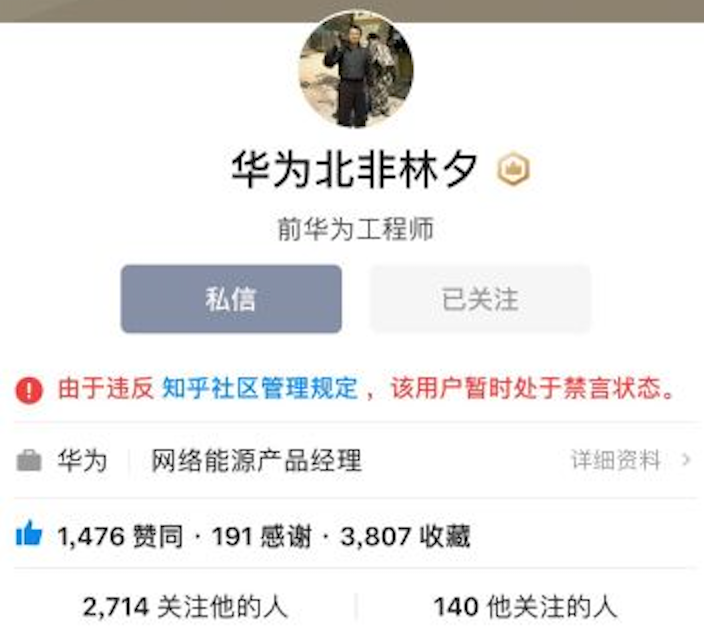 华为北非林夕
前华为工程师
私信 已关注
由于违反 知乎社区管理规定 ，该用户暂时处于禁言状态。
华为 网络能源产品经理 详细资料 >
1,476 赞同 · 191 感谢 · 3,807 收藏
2,714 关注他的人 140 他关注的人